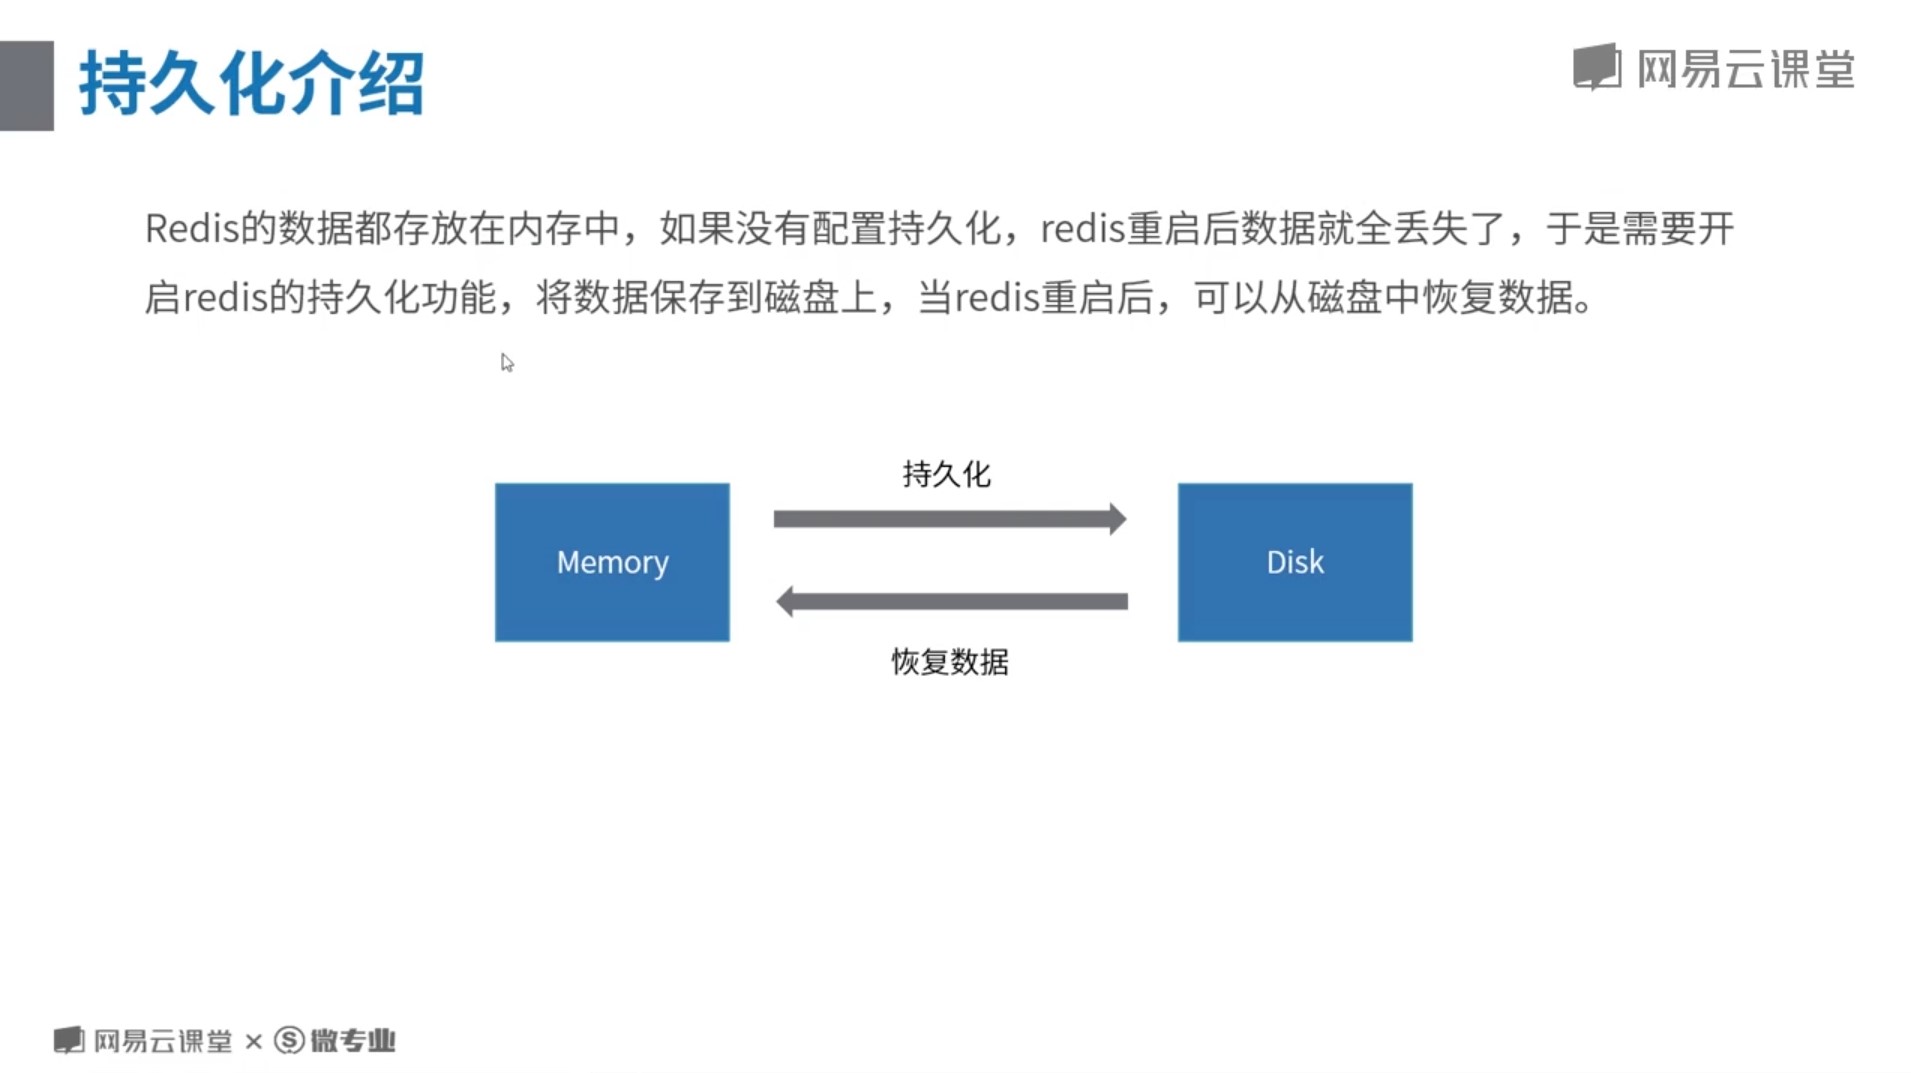 持久化介绍
网易云课堂
Redis的数据都存放在内存中，如果没有配置持久化，redis重启后数据就全丢失了，于是需要开
启redis的持久化功能，将数据保存到磁盘上，当redis重启后，可以从磁盘中恢复数据。
持久化
Memory
Disk
恢复数据
网易云课堂 × 微专业